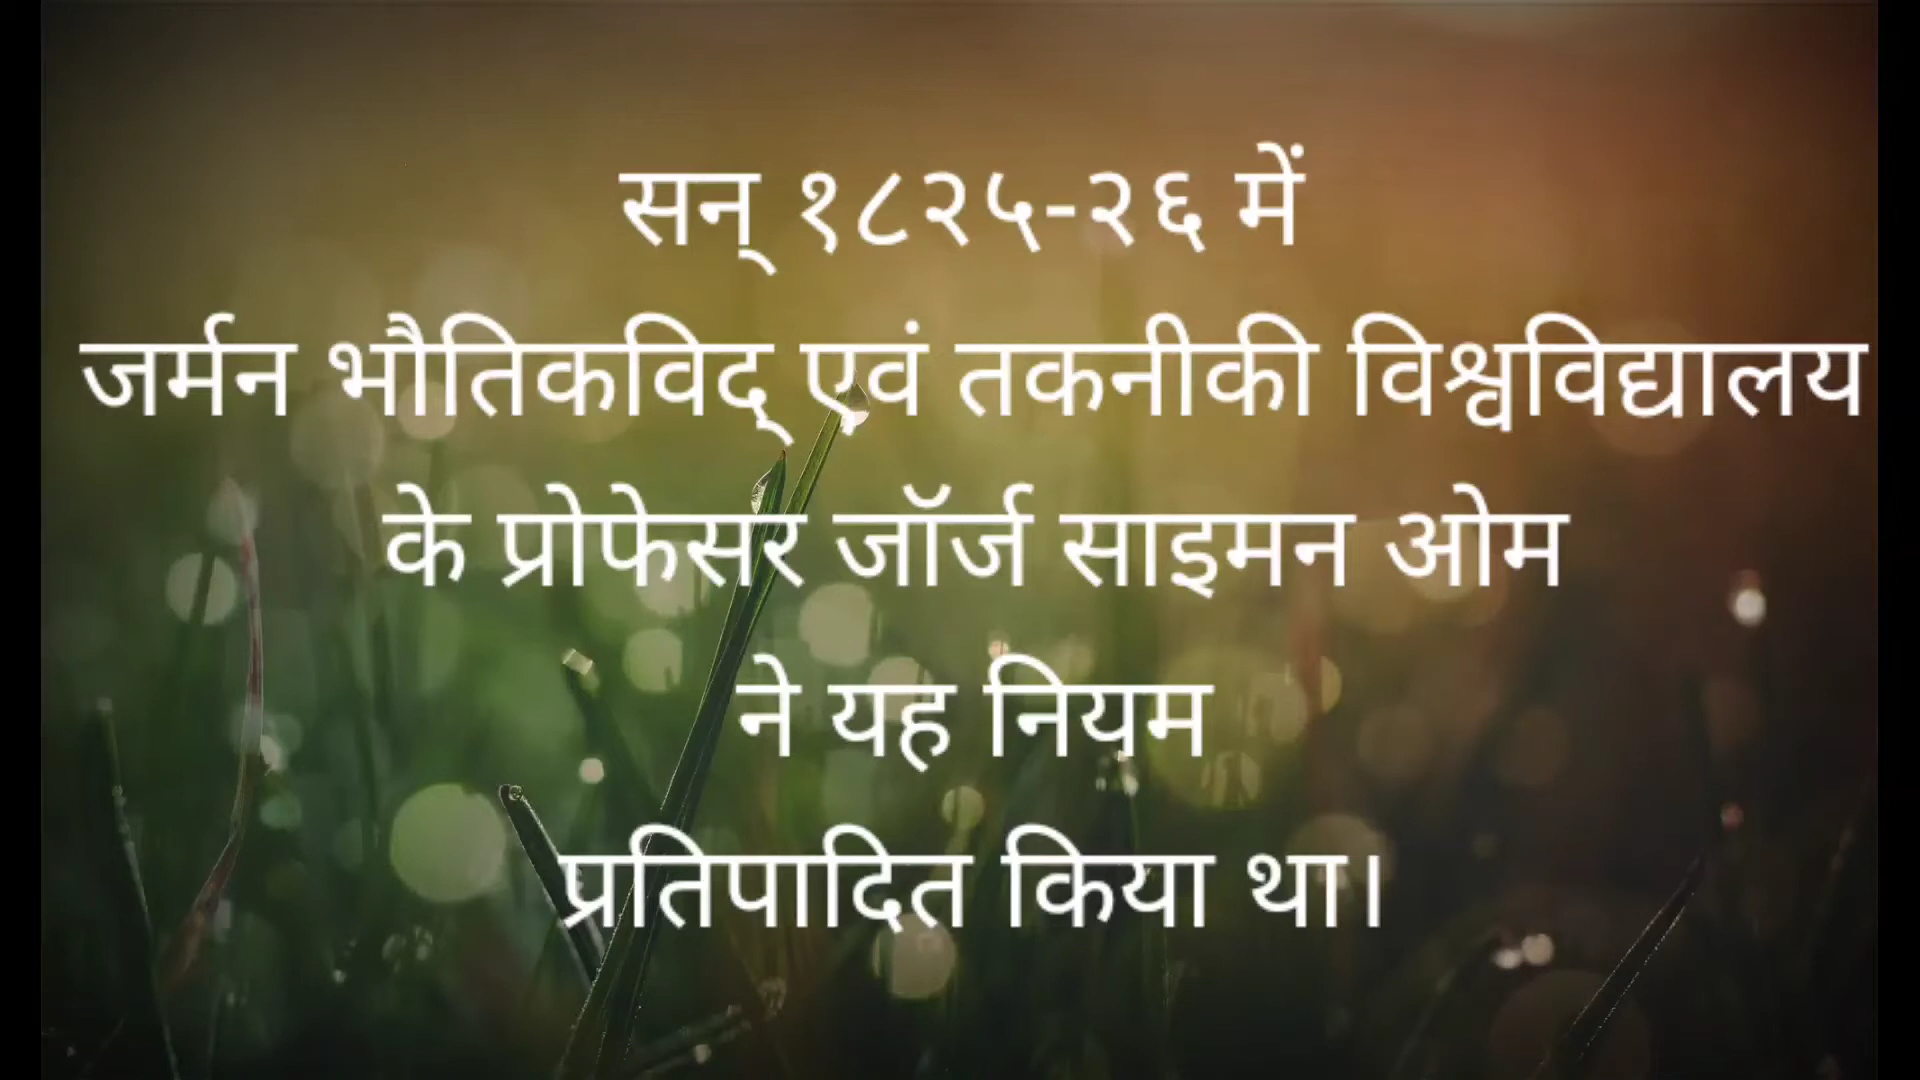 सन् १८२५-२६ में
जर्मन भौतिकविद् एवं तकनीकी विश्वविद्यालय
के प्रोफेसर जॉर्ज साइमन ओम
ने यह नियम
प्रतिपादित किया था।